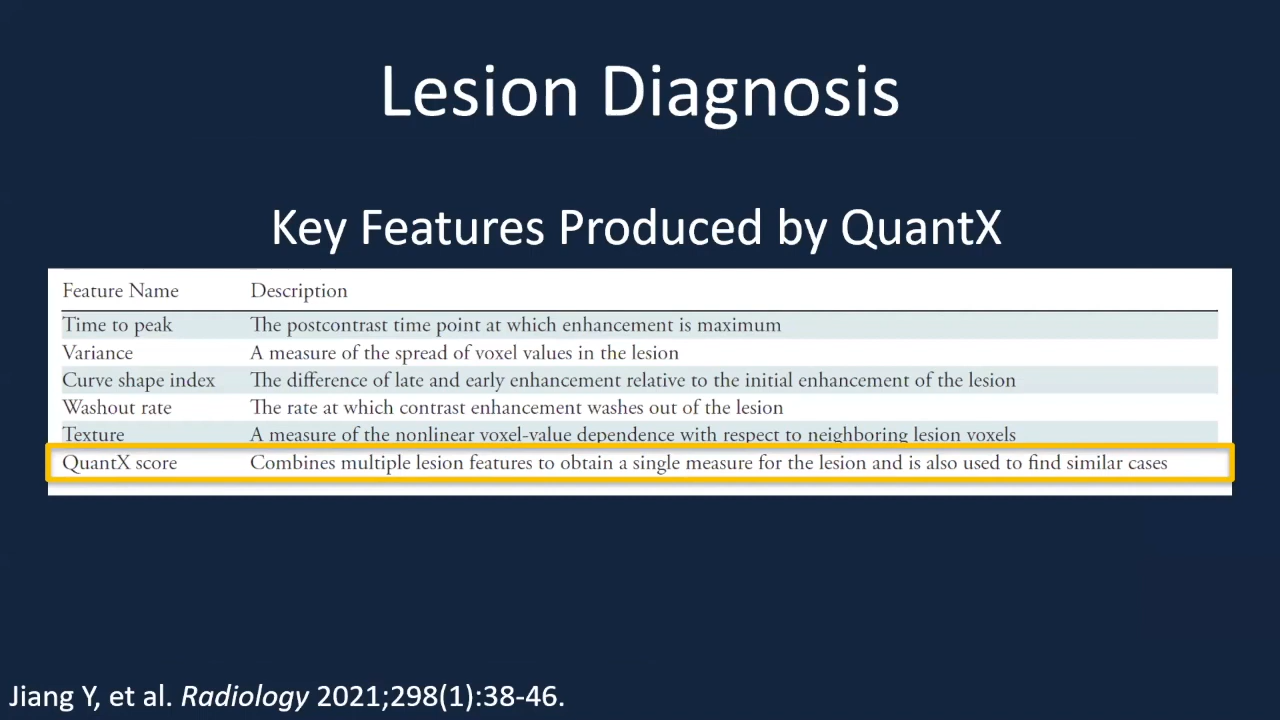 Lesion Diagnosis
Key Features Produced by QuantX
Feature Name Description
Time to peak The postcontrast time point at which enhancement is maximum
Variance A measure of the spread of voxel values in the lesion
Curve shape index The difference of late and early enhancement relative to the initial enhancement of the lesion
Washout rate The rate at which contrast enhancement washes out of the lesion
Texture A measure of the nonlinear voxel-value dependence with respect to neighboring lesion voxels
QuantX score Combines multiple lesion features to obtain a single measure for the lesion and is also used to find similar cases
Jiang Y, et al. Radiology 2021;298(1):38-46.